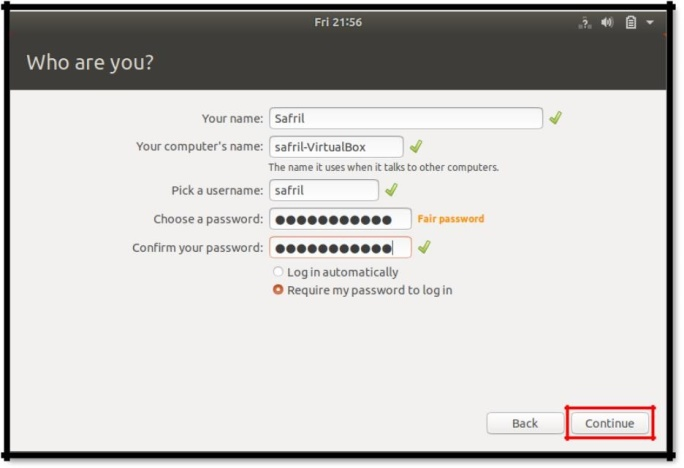 Fri 21:56
Who are you?
Your name: Safril
Your computer's name: safril-VirtualBox
The name it uses when it talks to other computers.
Pick a username: safril
Choose a password: ●●●●●●●●●●● Fair password
Confirm your password: ●●●●●●●●●●●
Log in automatically
Require my password to log in
Back Continue